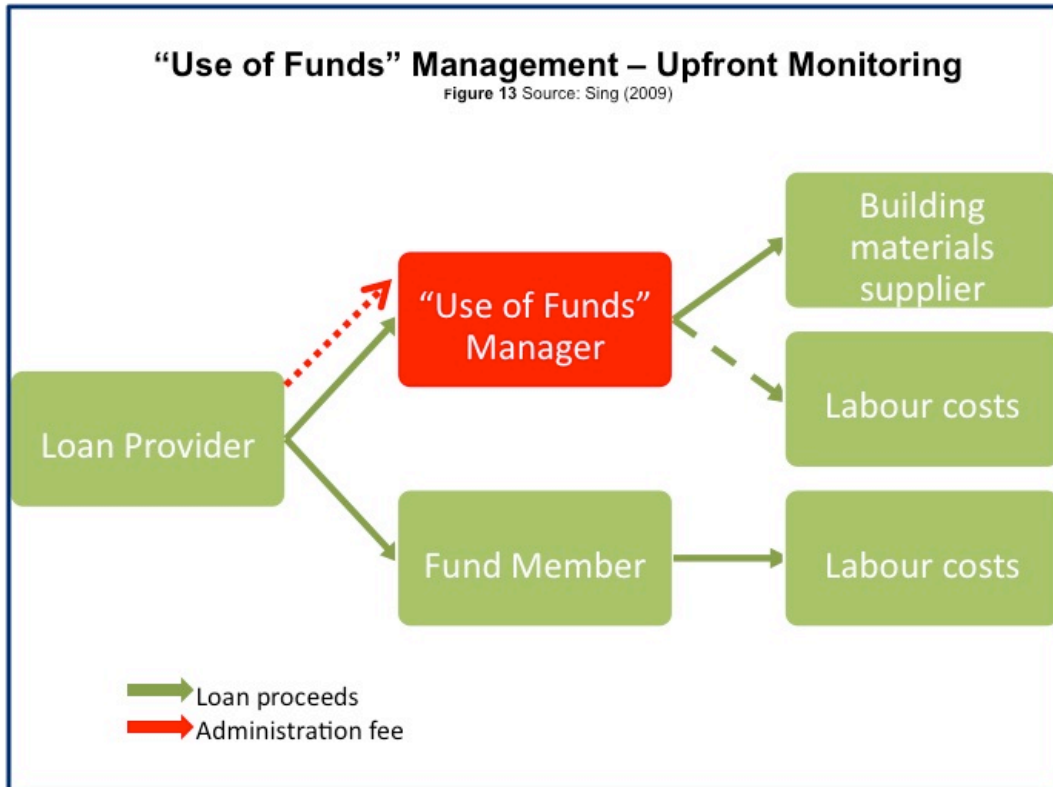 “Use of Funds” Management – Upfront Monitoring
Figure 13 Source: Sing (2009)
Building
materials
supplier
“Use of Funds”
Manager
Labour costs
Loan Provider
Fund Member
Labour costs
Loan proceeds
Administration fee